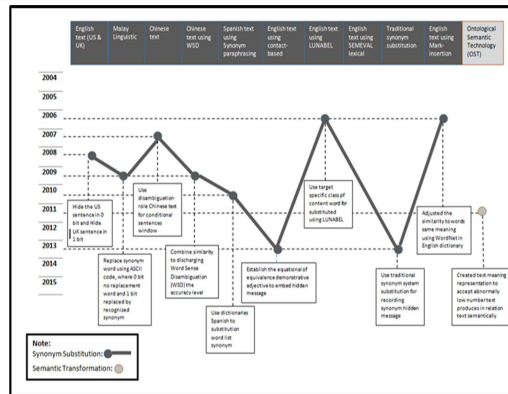 English text (US & UK)
Malay Linguistic
Chinese text
Chinese text using WSD
Spanish text using Synonym paraphrasing
English text using contact-based
English text using LUNABEL
English text using SEMEVAL lexical
Traditional synonym substitution
English text using Mark-insertion
Ontological Semantic Technology (OST)
2004
2005
2006
2007
2008
2009
2010
2011
2012
2013
2014
2015
Hide the US
sentence in 0
bit and Hide
UK sentence in 1
bit
Replace synonym
word using ASCII
code, where 0 bit
no replacement
word and 1 bit
replaced by
recognized
synonym
Use
disambiguation
role Chinese text
for conditional
sentences
window
Combine similarity
to discharging
Word Sense
Disambiguation
(WSD) the
accuracy level
Use dictionaries
Spanish to
substitution
word list
synonym
Establish the equational of
equivalence demonstrative
adjective to embed hidden
message
Use target
specific class of
content word for
substituted
using LUNABEL
Use traditional
synonym system
substitution for
recording
synonym hidden
message
Adjusted the
similarity to words
same meaning
using WordNet in
English dictionary
Created text meaning
representation to
accept abnormally
low number text
produces in relation
text semantically
Note:
Synonym Substitution:
Semantic Transformation: